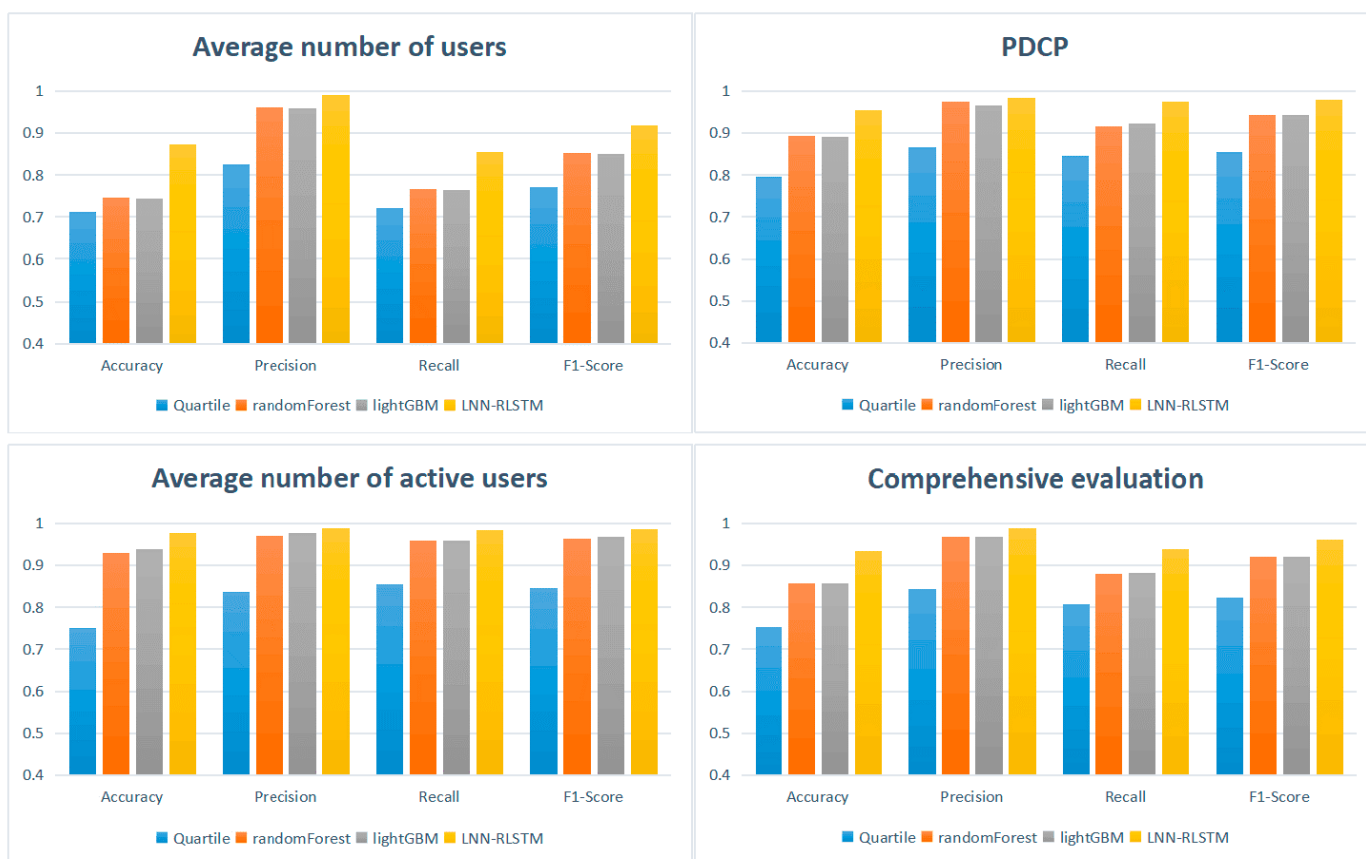 Average number of users
1
0.9
0.8
0.7
0.6
0.5
0.4
Accuracy Precision Recall F1-Score
Quartile randomForest lightGBM LNN-RLSTM
PDCP
1
0.9
0.8
0.7
0.6
0.5
0.4
Accuracy Precision Recall F1-Score
Quartile randomForest lightGBM LNN-RLSTM
Average number of active users
1
0.9
0.8
0.7
0.6
0.5
0.4
Accuracy Precision Recall F1-Score
Quartile randomForest lightGBM LNN-RLSTM
Comprehensive evaluation
1
0.9
0.8
0.7
0.6
0.5
0.4
Accuracy Precision Recall F1-Score
Quartile randomForest lightGBM LNN-RLSTM